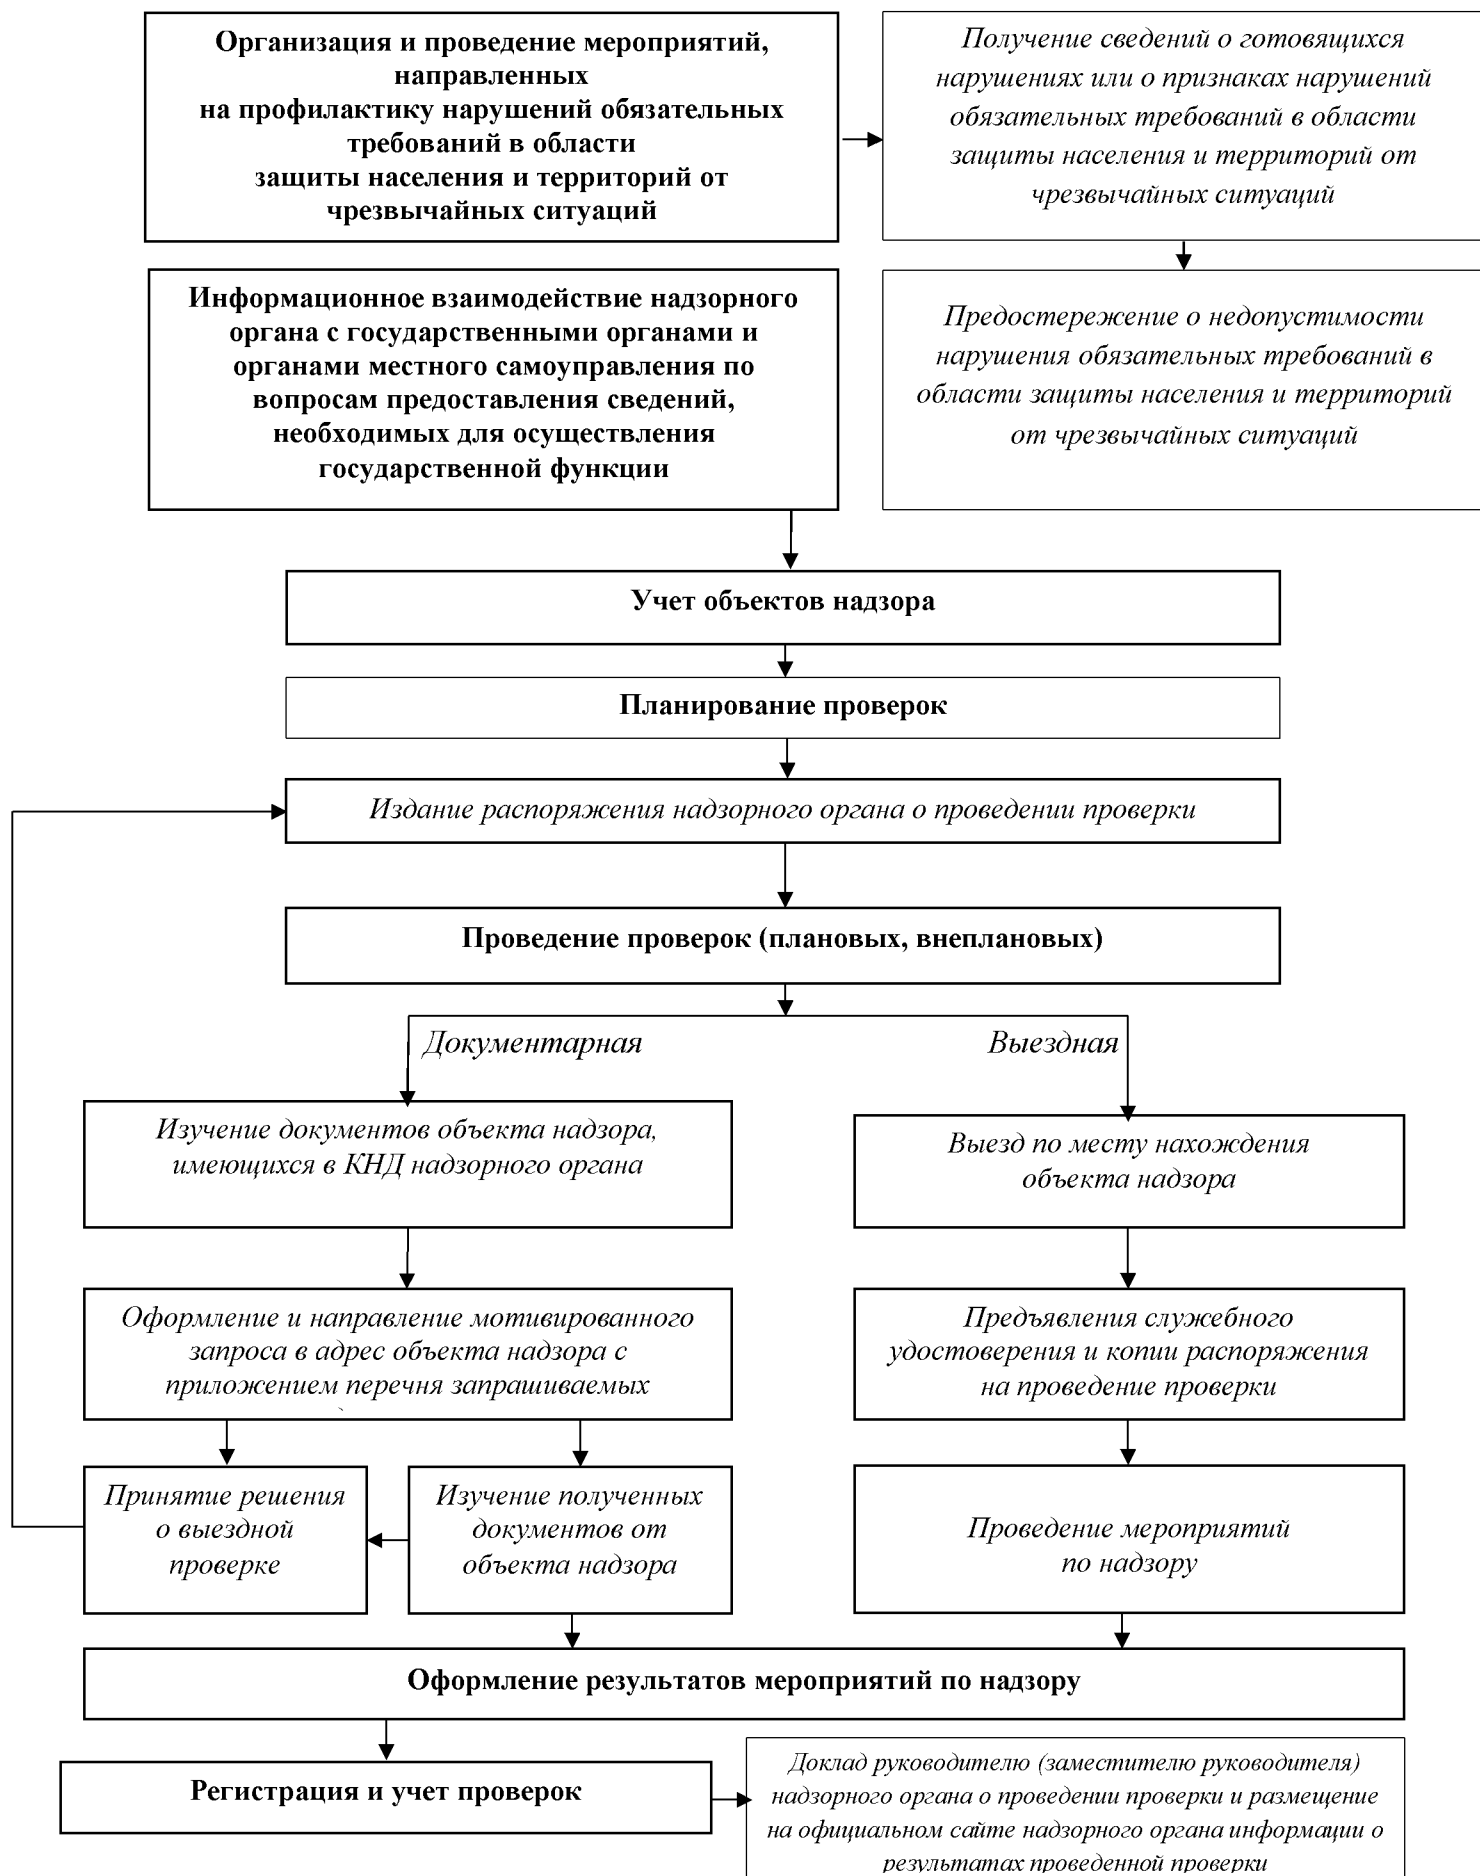 Организация и проведение мероприятий,
направленных
на профилактику нарушений обязательных
требований в области
защиты населения и территорий от
чрезвычайных ситуаций
Получение сведений о готовящихся
нарушениях или о признаках нарушений
обязательных требований в области
защиты населения и территорий от
чрезвычайных ситуаций
Информационное взаимодействие надзорного
органа с государственными органами и
органами местного самоуправления по
вопросам предоставления сведений,
необходимых для осуществления
государственной функции
Предостережение о недопустимости
нарушения обязательных требований в
области защиты населения и территорий
от чрезвычайных ситуаций
Учет объектов надзора
Планирование проверок
Издание распоряжения надзорного органа о проведении проверки
Проведение проверок (плановых, внеплановых)
Документарная
Выездная
Изучение документов объекта надзора,
имеющихся в КНД надзорного органа
Выезд по месту нахождения
объекта надзора
Оформление и направление мотивированного
запроса в адрес объекта надзора с
приложением перечня запрашиваемых
Предъявления служебного
удостоверения и копии распоряжения
на проведение проверки
Принятие решения
о выездной
проверке
Изучение полученных
документов от
объекта надзора
Проведение мероприятий
по надзору
Оформление результатов мероприятий по надзору
Регистрация и учет проверок
Доклад руководителю (заместителю руководителя)
надзорного органа о проведении проверки и размещение
на официальном сайте надзорного органа информации о
результатах проведенной проверки